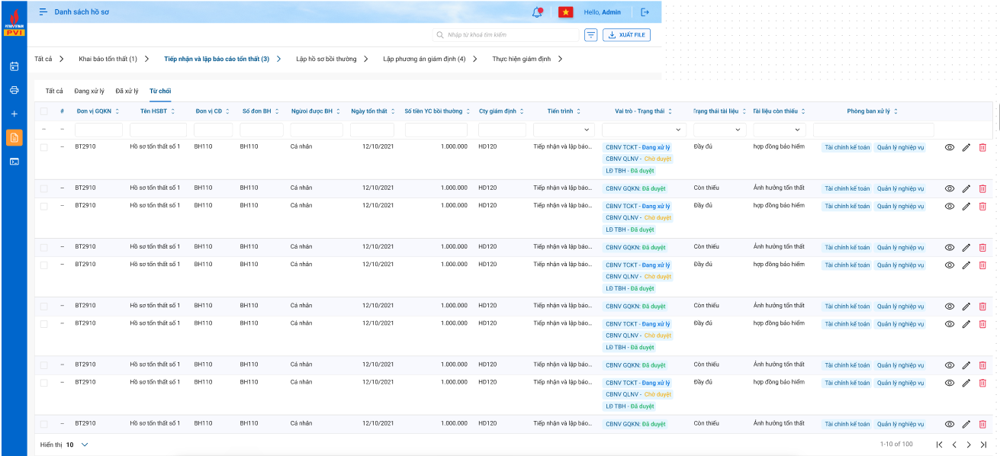 PETROVIETNAM
PVI
Danh sách hồ sơ
Hello, Admin
Nhập từ khoá tìm kiếm
XUẤT FILE
Tất cả
Khai báo tổn thất (1)
Tiếp nhận và lập báo cáo tổn thất (3)
Lập hồ sơ bồi thường
Lập phương án giám định (4)
Thực hiện giám định
Tất cả Đang xử lý Đã xử lý Từ chối
# Đơn vị GQKN Tên HSBT Đơn vị CĐ Số đơn BH Người được BH Ngày tổn thất Số tiền YC bồi thường Cty giám định Tiến trình Vai trò - Trạng thái Trạng thái tài liệu Tài liệu còn thiếu Phòng ban xử lý
-- --
-- BT2910 Hồ sơ tổn thất số 1 BH110 BH110 Cá nhân 12/10/2021 1.000.000 HD120 Tiếp nhận và lập báo... CBNV TCKT - Đang xử lý Đầy đủ hợp đồng bảo hiểm Tài chính kế toán Quản lý nghiệp vụ
CBNV QLNV - Chờ duyệt
LĐ TBH - Đã duyệt
-- BT2910 Hồ sơ tổn thất số 1 BH110 BH110 Cá nhân 12/10/2021 1.000.000 HD120 Tiếp nhận và lập báo... CBNV GQKN: Đã duyệt Còn thiếu Ảnh hưởng tổn thất Tài chính kế toán Quản lý nghiệp vụ
-- BT2910 Hồ sơ tổn thất số 1 BH110 BH110 Cá nhân 12/10/2021 1.000.000 HD120 Tiếp nhận và lập báo... CBNV TCKT - Đang xử lý Đầy đủ hợp đồng bảo hiểm Tài chính kế toán Quản lý nghiệp vụ
CBNV QLNV - Chờ duyệt
LĐ TBH - Đã duyệt
-- BT2910 Hồ sơ tổn thất số 1 BH110 BH110 Cá nhân 12/10/2021 1.000.000 HD120 Tiếp nhận và lập báo... CBNV GQKN: Đã duyệt Còn thiếu Ảnh hưởng tổn thất Tài chính kế toán Quản lý nghiệp vụ
-- BT2910 Hồ sơ tổn thất số 1 BH110 BH110 Cá nhân 12/10/2021 1.000.000 HD120 Tiếp nhận và lập báo... CBNV TCKT - Đang xử lý Đầy đủ hợp đồng bảo hiểm Tài chính kế toán Quản lý nghiệp vụ
CBNV QLNV - Chờ duyệt
LĐ TBH - Đã duyệt
-- BT2910 Hồ sơ tổn thất số 1 BH110 BH110 Cá nhân 12/10/2021 1.000.000 HD120 Tiếp nhận và lập báo... CBNV GQKN: Đã duyệt Còn thiếu Ảnh hưởng tổn thất Tài chính kế toán Quản lý nghiệp vụ
-- BT2910 Hồ sơ tổn thất số 1 BH110 BH110 Cá nhân 12/10/2021 1.000.000 HD120 Tiếp nhận và lập báo... CBNV TCKT - Đang xử lý Đầy đủ hợp đồng bảo hiểm Tài chính kế toán Quản lý nghiệp vụ
CBNV QLNV - Chờ duyệt
LĐ TBH - Đã duyệt
-- BT2910 Hồ sơ tổn thất số 1 BH110 BH110 Cá nhân 12/10/2021 1.000.000 HD120 Tiếp nhận và lập báo... CBNV GQKN: Đã duyệt Còn thiếu Ảnh hưởng tổn thất Tài chính kế toán Quản lý nghiệp vụ
-- BT2910 Hồ sơ tổn thất số 1 BH110 BH110 Cá nhân 12/10/2021 1.000.000 HD120 Tiếp nhận và lập báo... CBNV TCKT - Đang xử lý Đầy đủ hợp đồng bảo hiểm Tài chính kế toán Quản lý nghiệp vụ
CBNV QLNV - Chờ duyệt
LĐ TBH - Đã duyệt
-- BT2910 Hồ sơ tổn thất số 1 BH110 BH110 Cá nhân 12/10/2021 1.000.000 HD120 Tiếp nhận và lập báo... CBNV GQKN: Đã duyệt Còn thiếu Ảnh hưởng tổn thất Tài chính kế toán Quản lý nghiệp vụ
Hiển thị 10
1-10 of 100